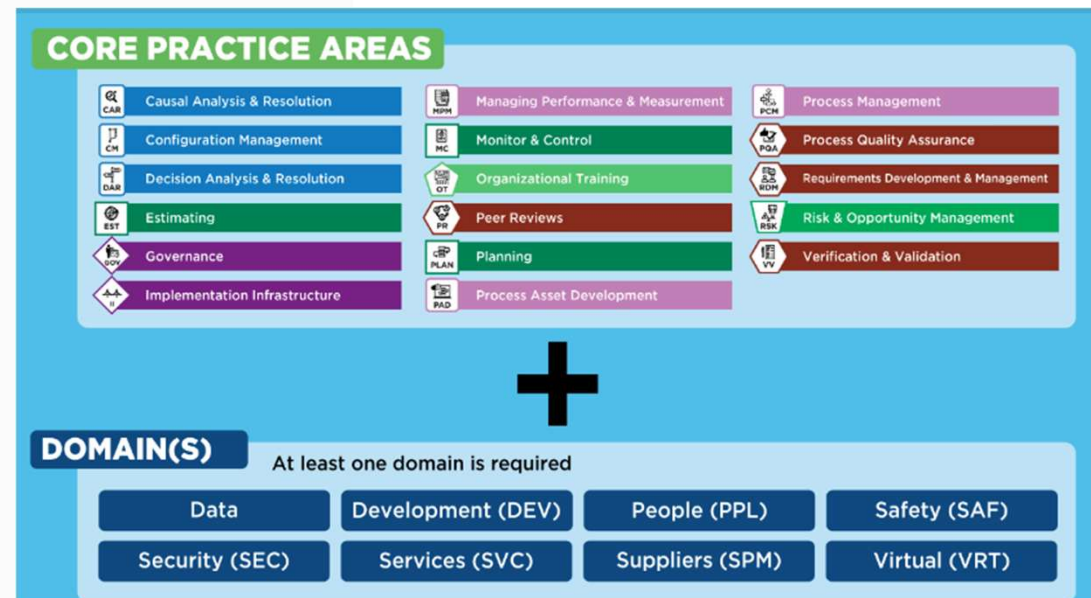 CORE PRACTICE AREAS
CAR
Causal Analysis & Resolution
CM
Configuration Management
DAR
Decision Analysis & Resolution
EST
Estimating
GOV
Governance
II
Implementation Infrastructure
MPM
Managing Performance & Measurement
MC
Monitor & Control
OT
Organizational Training
PR
Peer Reviews
PLAN
Planning
PAD
Process Asset Development
PCM
Process Management
PQA
Process Quality Assurance
RDM
Requirements Development & Management
RSK
Risk & Opportunity Management
VV
Verification & Validation
+
DOMAIN(S)
At least one domain is required
Data
Development (DEV)
People (PPL)
Safety (SAF)
Security (SEC)
Services (SVC)
Suppliers (SPM)
Virtual (VRT)